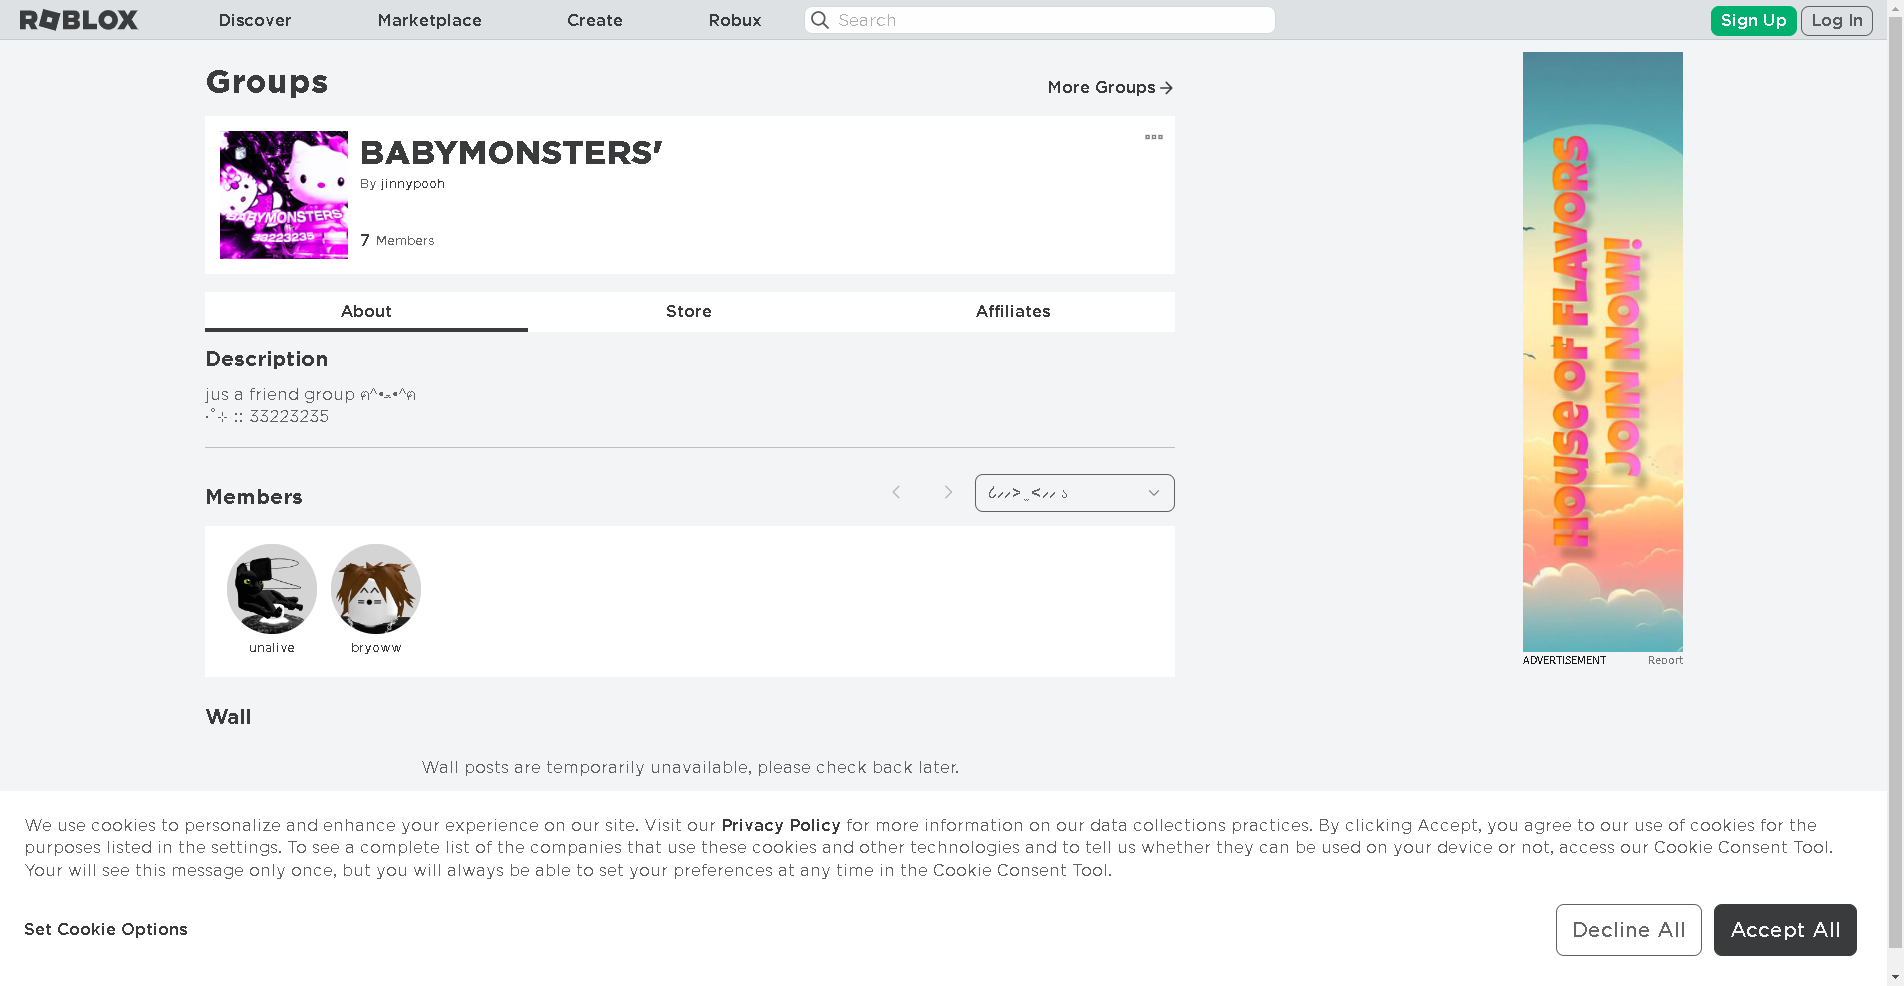 ROBLOX
Discover
Marketplace
Create
Robux
Search
Sign Up
Log In
Groups
More Groups
BABYMONSTERS
33223235
BABYMONSTERS'
By jinnypooh
7 Members
About
Store
Affiliates
Description
jus a friend group ฅ^•ﻌ•^ฅ
‧˚⊹ :: 33223235
Members
unalive
bryoww
Wall
Wall posts are temporarily unavailable, please check back later.
HOUSE OF FLAVORS
JOIN NOW!
ADVERTISEMENT
Report
We use cookies to personalize and enhance your experience on our site. Visit our Privacy Policy for more information on our data collections practices. By clicking Accept, you agree to our use of cookies for the
purposes listed in the settings. To see a complete list of the companies that use these cookies and other technologies and to tell us whether they can be used on your device or not, access our Cookie Consent Tool.
Your will see this message only once, but you will always be able to set your preferences at any time in the Cookie Consent Tool.
Set Cookie Options
Decline All
Accept All